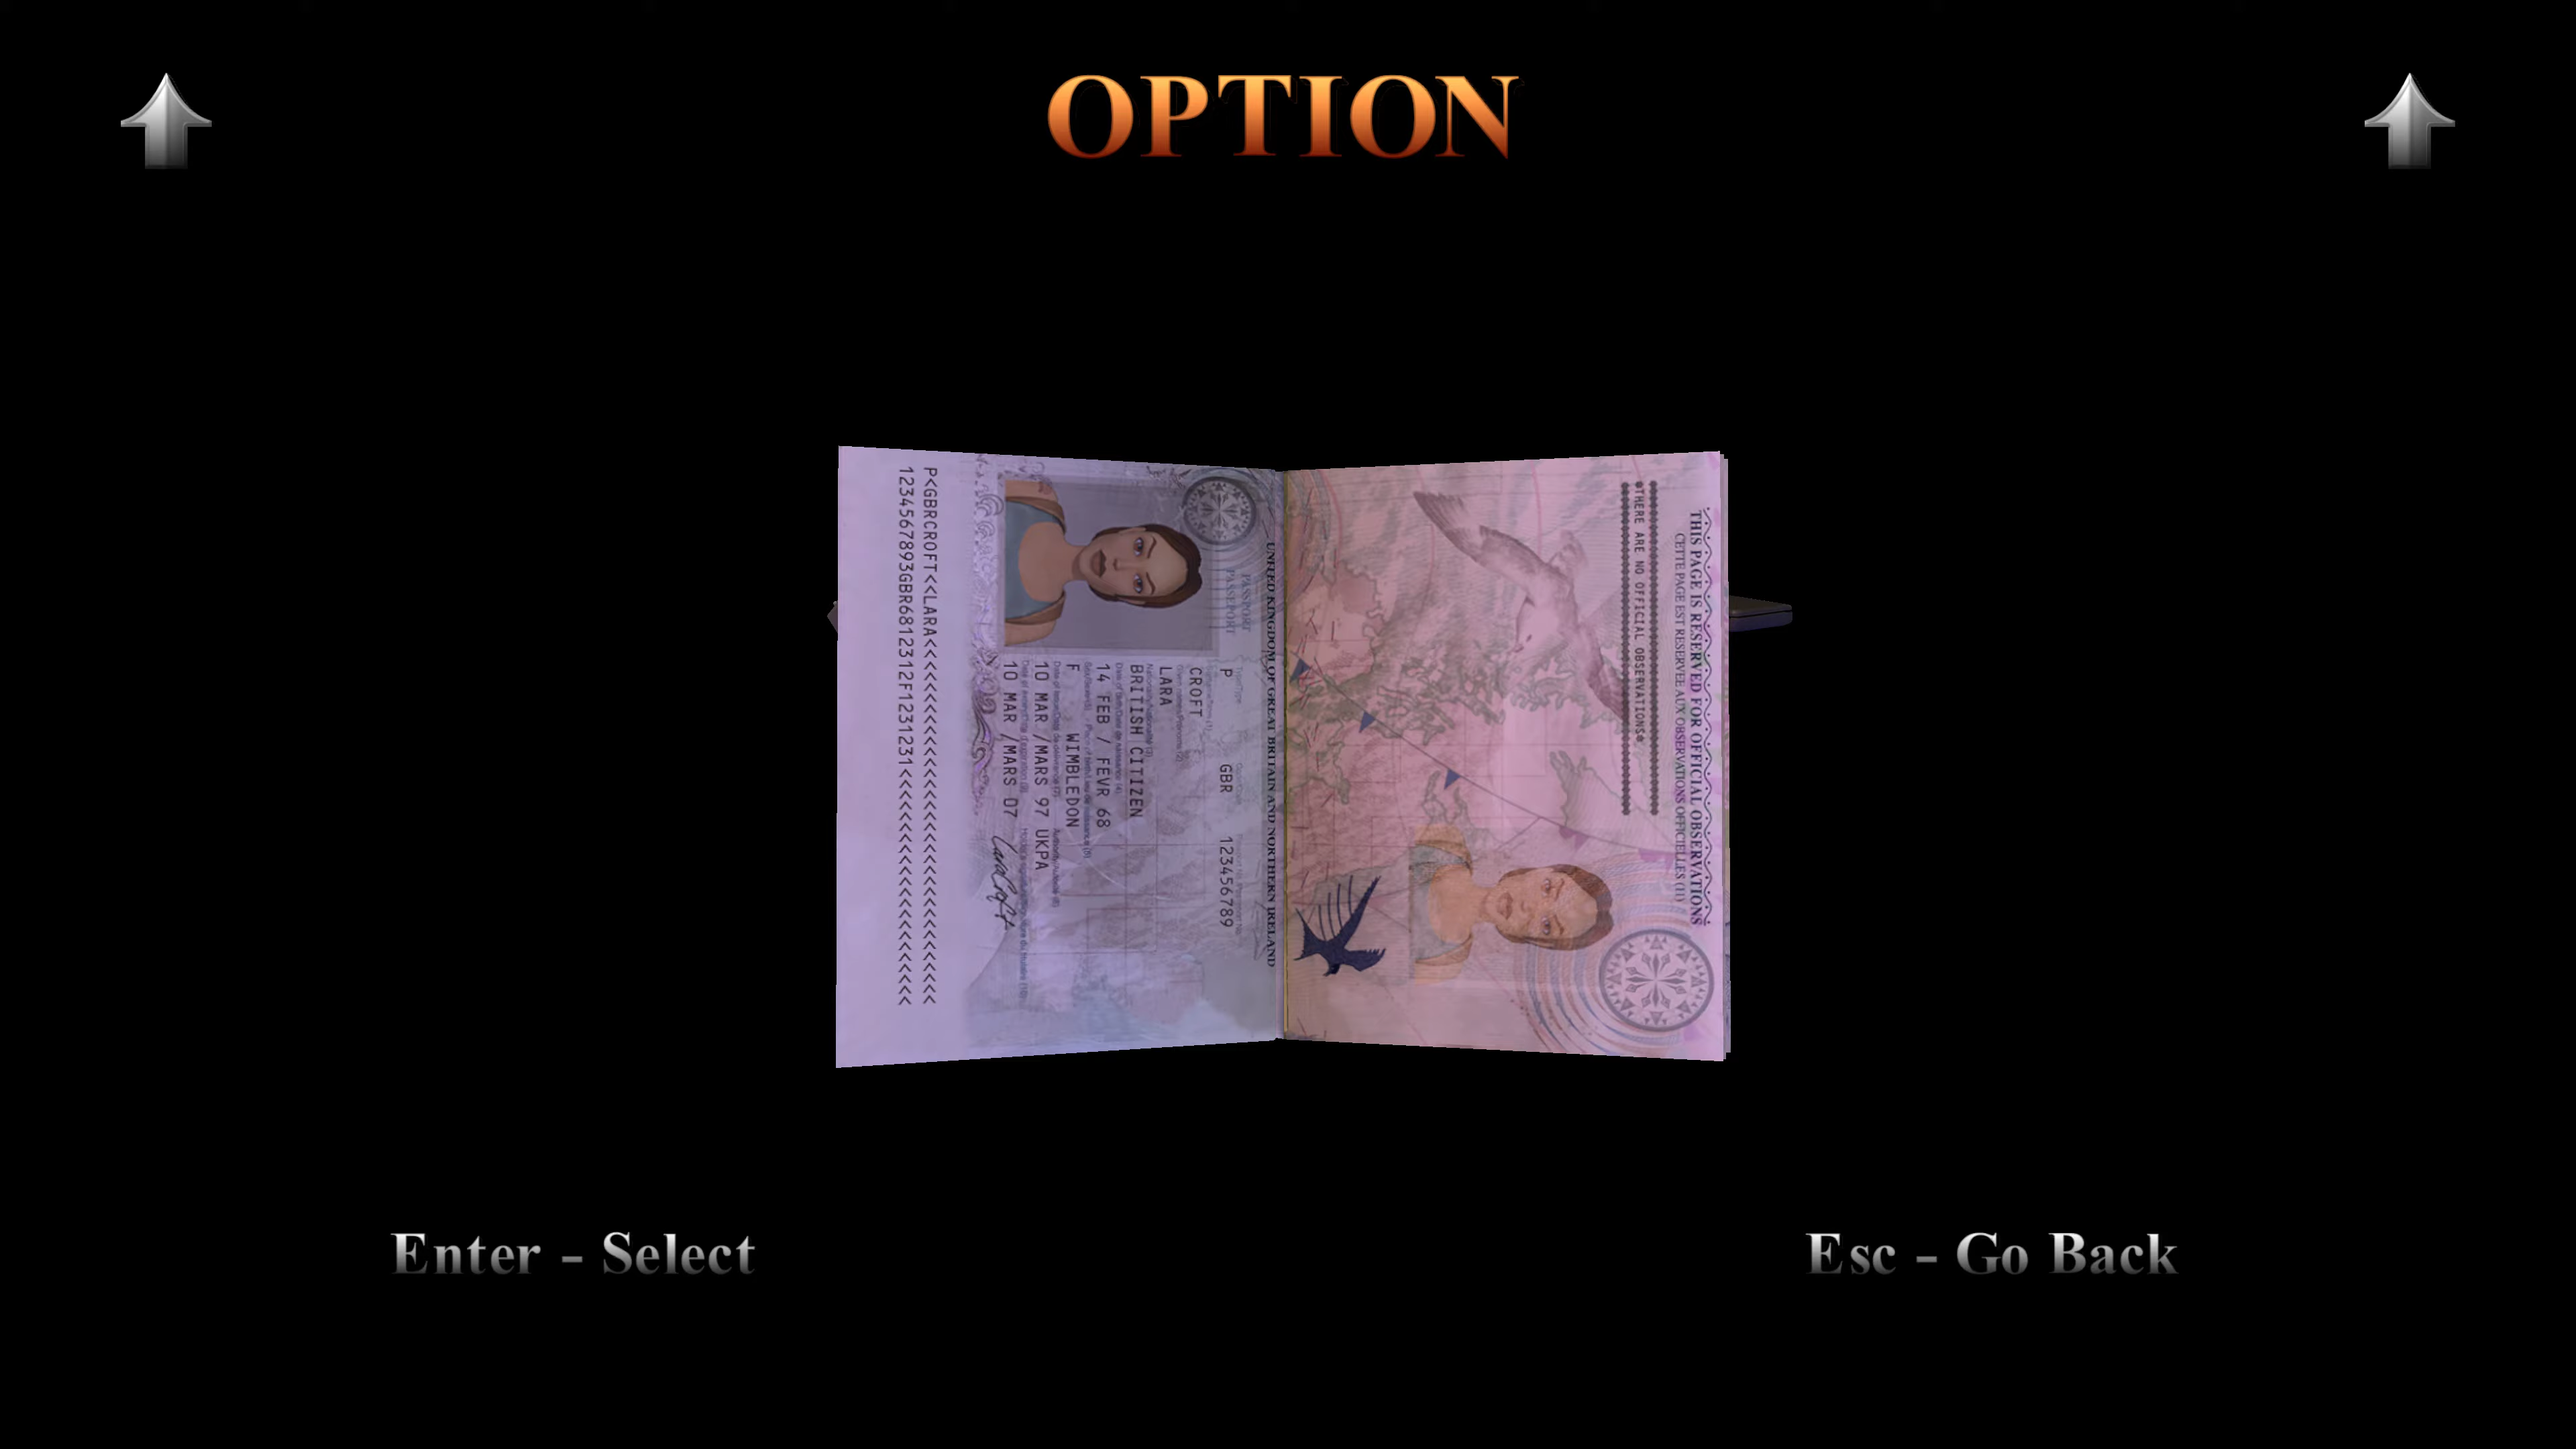 OPTION
UNITED KINGDOM OF GREAT BRITAIN AND NORTHERN IRELAND
PASSPORT
PASSEPORT
P GBR 123456789
CROFT
LARA
BRITISH CITIZEN
14 FEB / FEVR 68
F WIMBLEDON
10 MAR /MARS 97 UKPA
10 MAR /MARS 07
P<GBRCROFT<<LARA<<<<<<<<<<<<<<<<<<<<<<<<<<<<
1234567893GBR6812312F1231231<<<<<<<<<<<<<<<<
THIS PAGE IS RESERVED FOR OFFICIAL OBSERVATIONS
CETTE PAGE EST RESERVEE AUX OBSERVATIONS OFFICIELLES (11)
THERE ARE NO OFFICIAL OBSERVATIONS
Enter - Select
Esc - Go Back